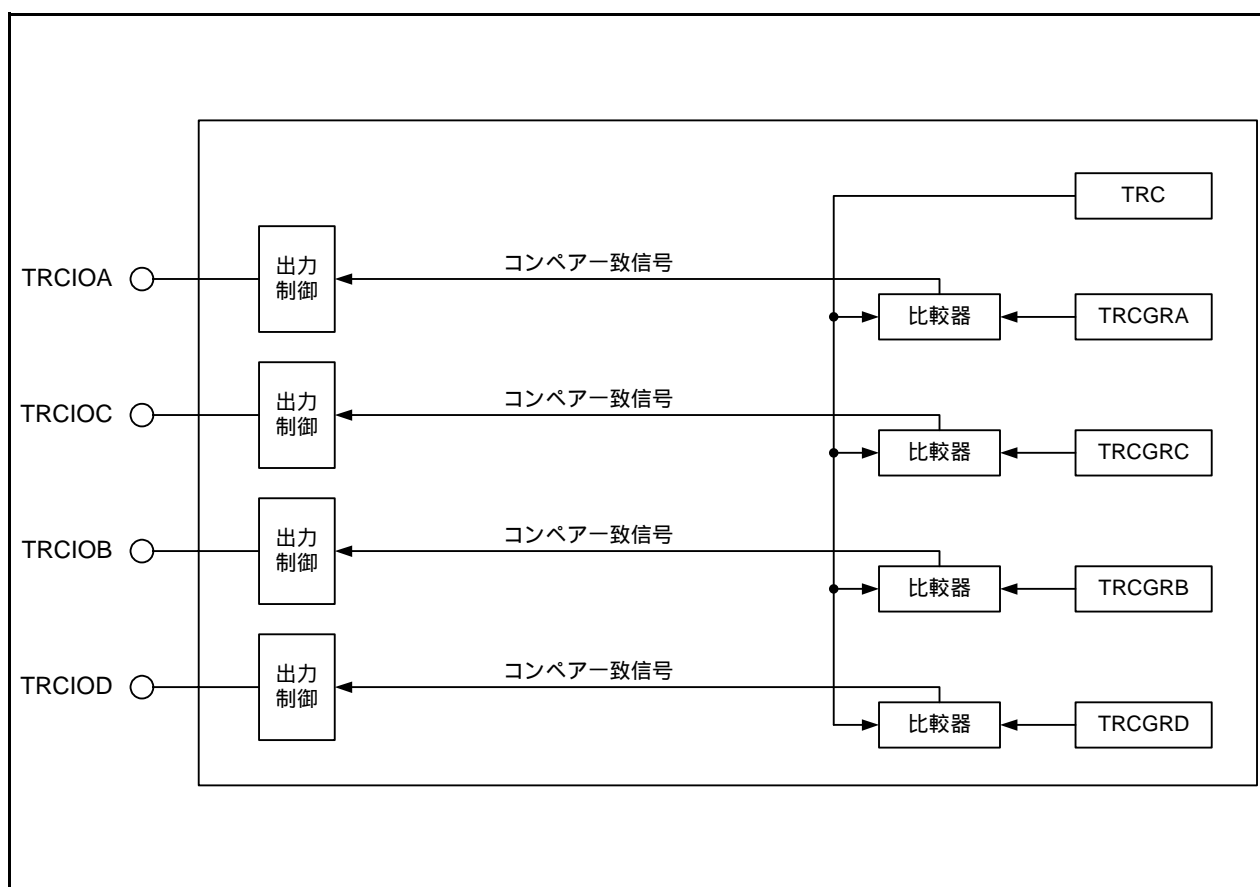 TRC
TRCIOA
出力
制御
コンペア一致信号
比較器
TRCGRA
TRCIOC
出力
制御
コンペア一致信号
比較器
TRCGRC
TRCIOB
出力
制御
コンペア一致信号
比較器
TRCGRB
TRCIOD
出力
制御
コンペア一致信号
比較器
TRCGRD